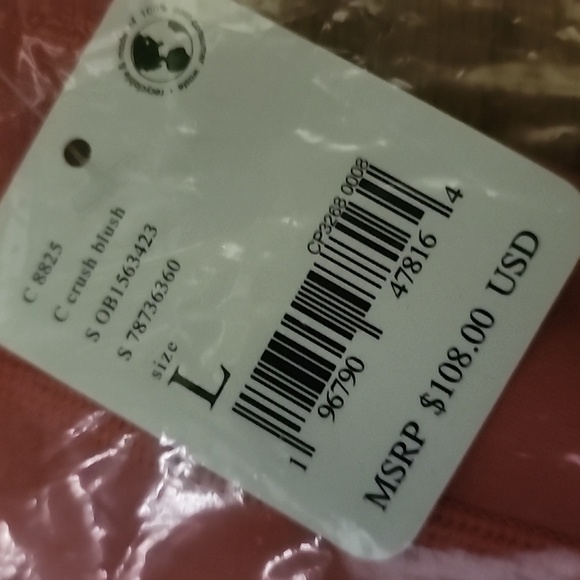 C 8825
C crush blush
S OB1563423
S 78736360
size
L
CP3268 0008
1 96790 47816 4
MSRP $108.00 USD